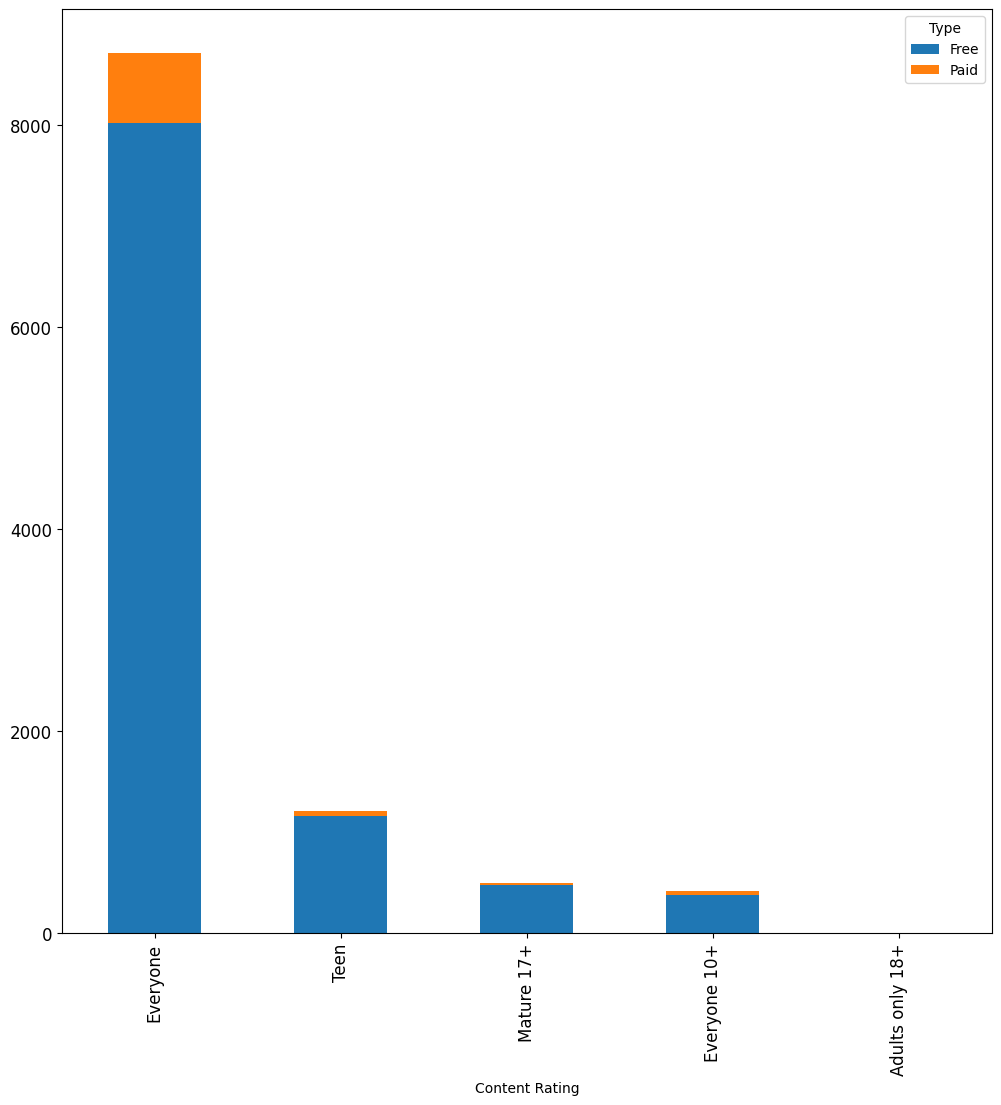 Type
Free
Paid
8000
6000
4000
2000
0
Everyone
Teen
Mature 17+
Everyone 10+
Adults only 18+
Content Rating